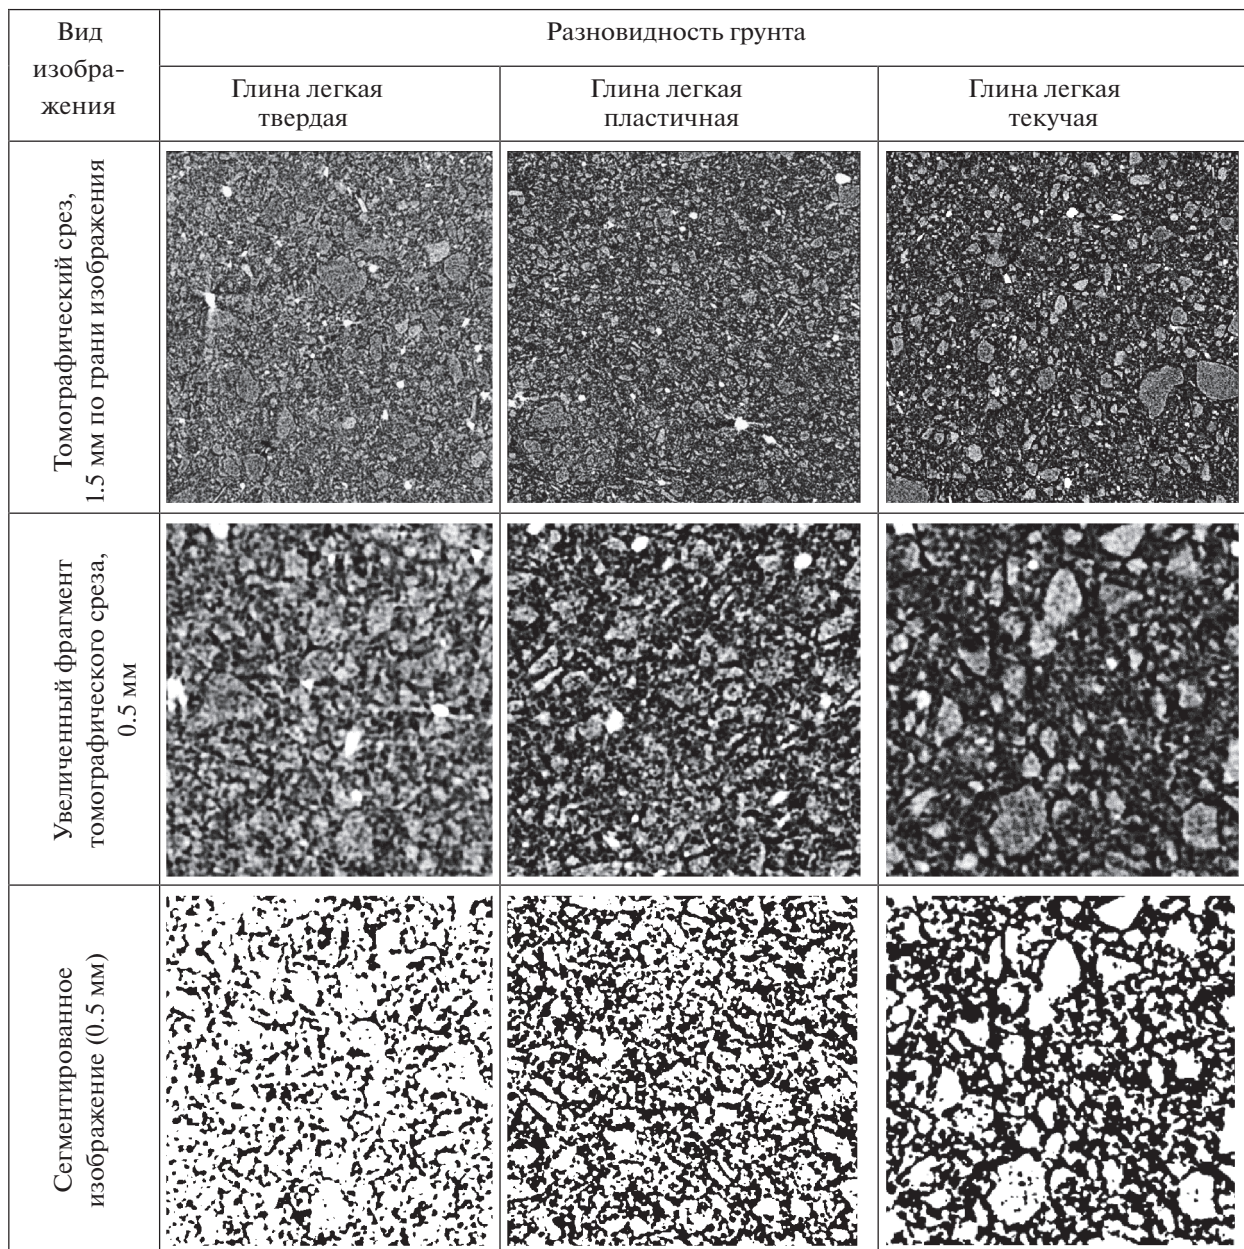 Вид
изобра-
жения
Разновидность грунта
Глина легкая
твердая
Глина легкая
пластичная
Глина легкая
текучая
Томографический срез,
1.5 мм по грани изображения
Увеличенный фрагмент
томографического среза,
0.5 мм
Сегментированное
изображение (0.5 мм)